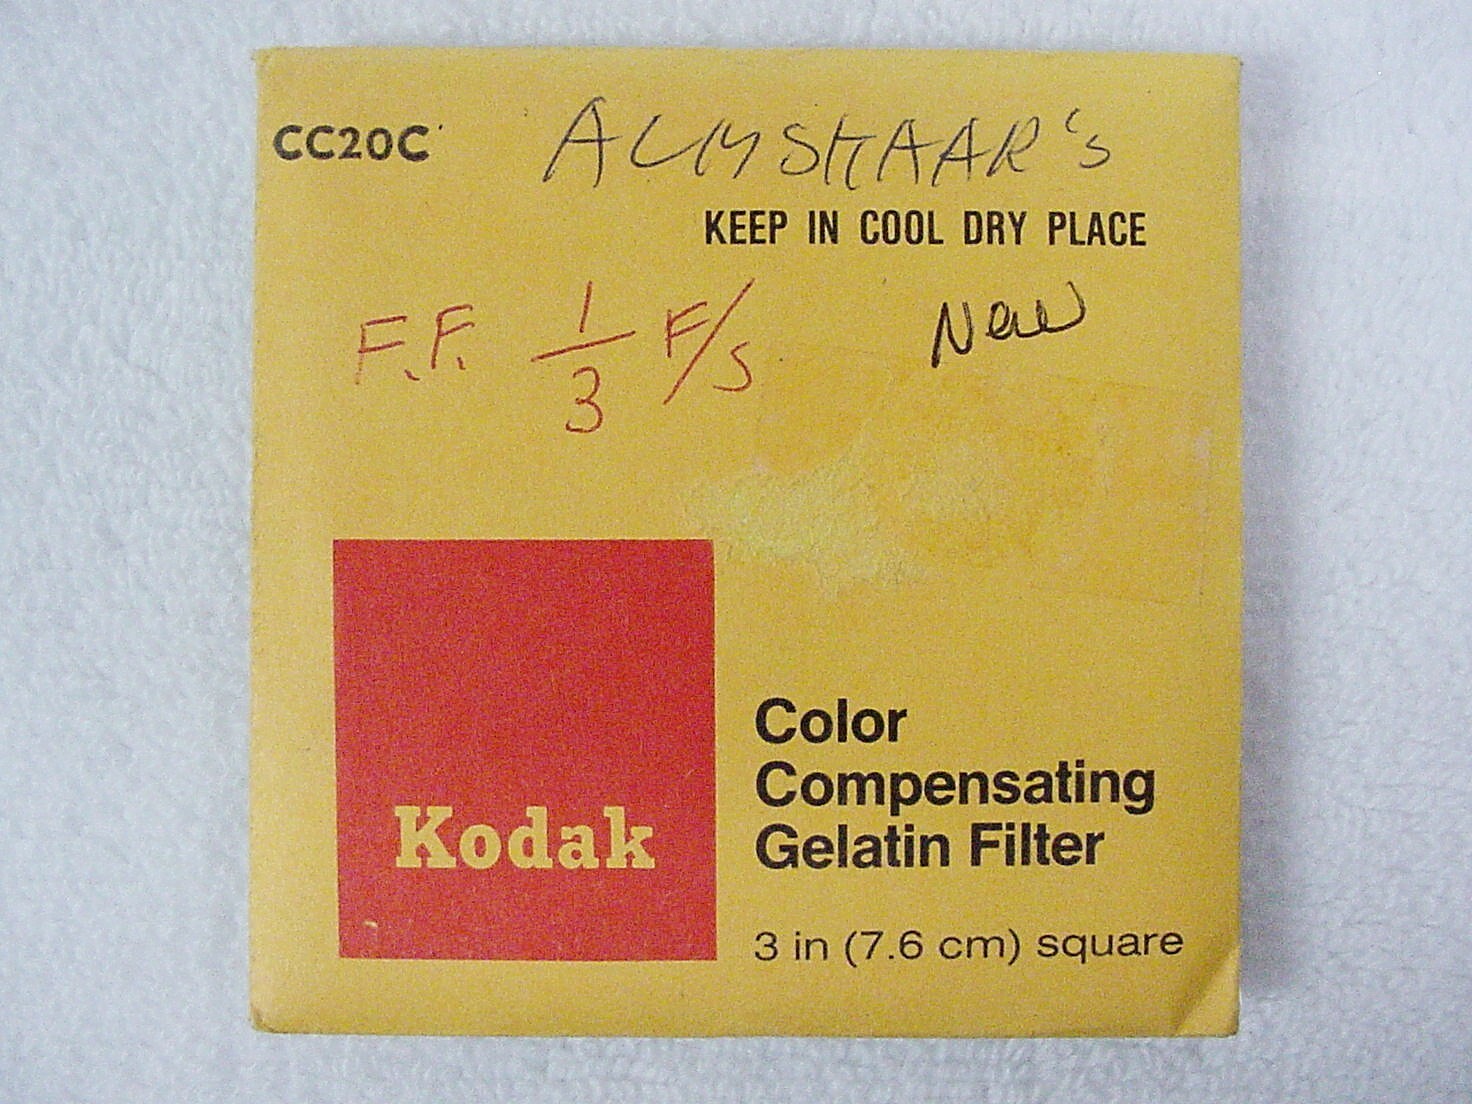 CC20C
ALMSHAAR's
KEEP IN COOL DRY PLACE
F.F. 1/3 F/S
New
Kodak
Color
Compensating
Gelatin Filter
3 in (7.6 cm) square